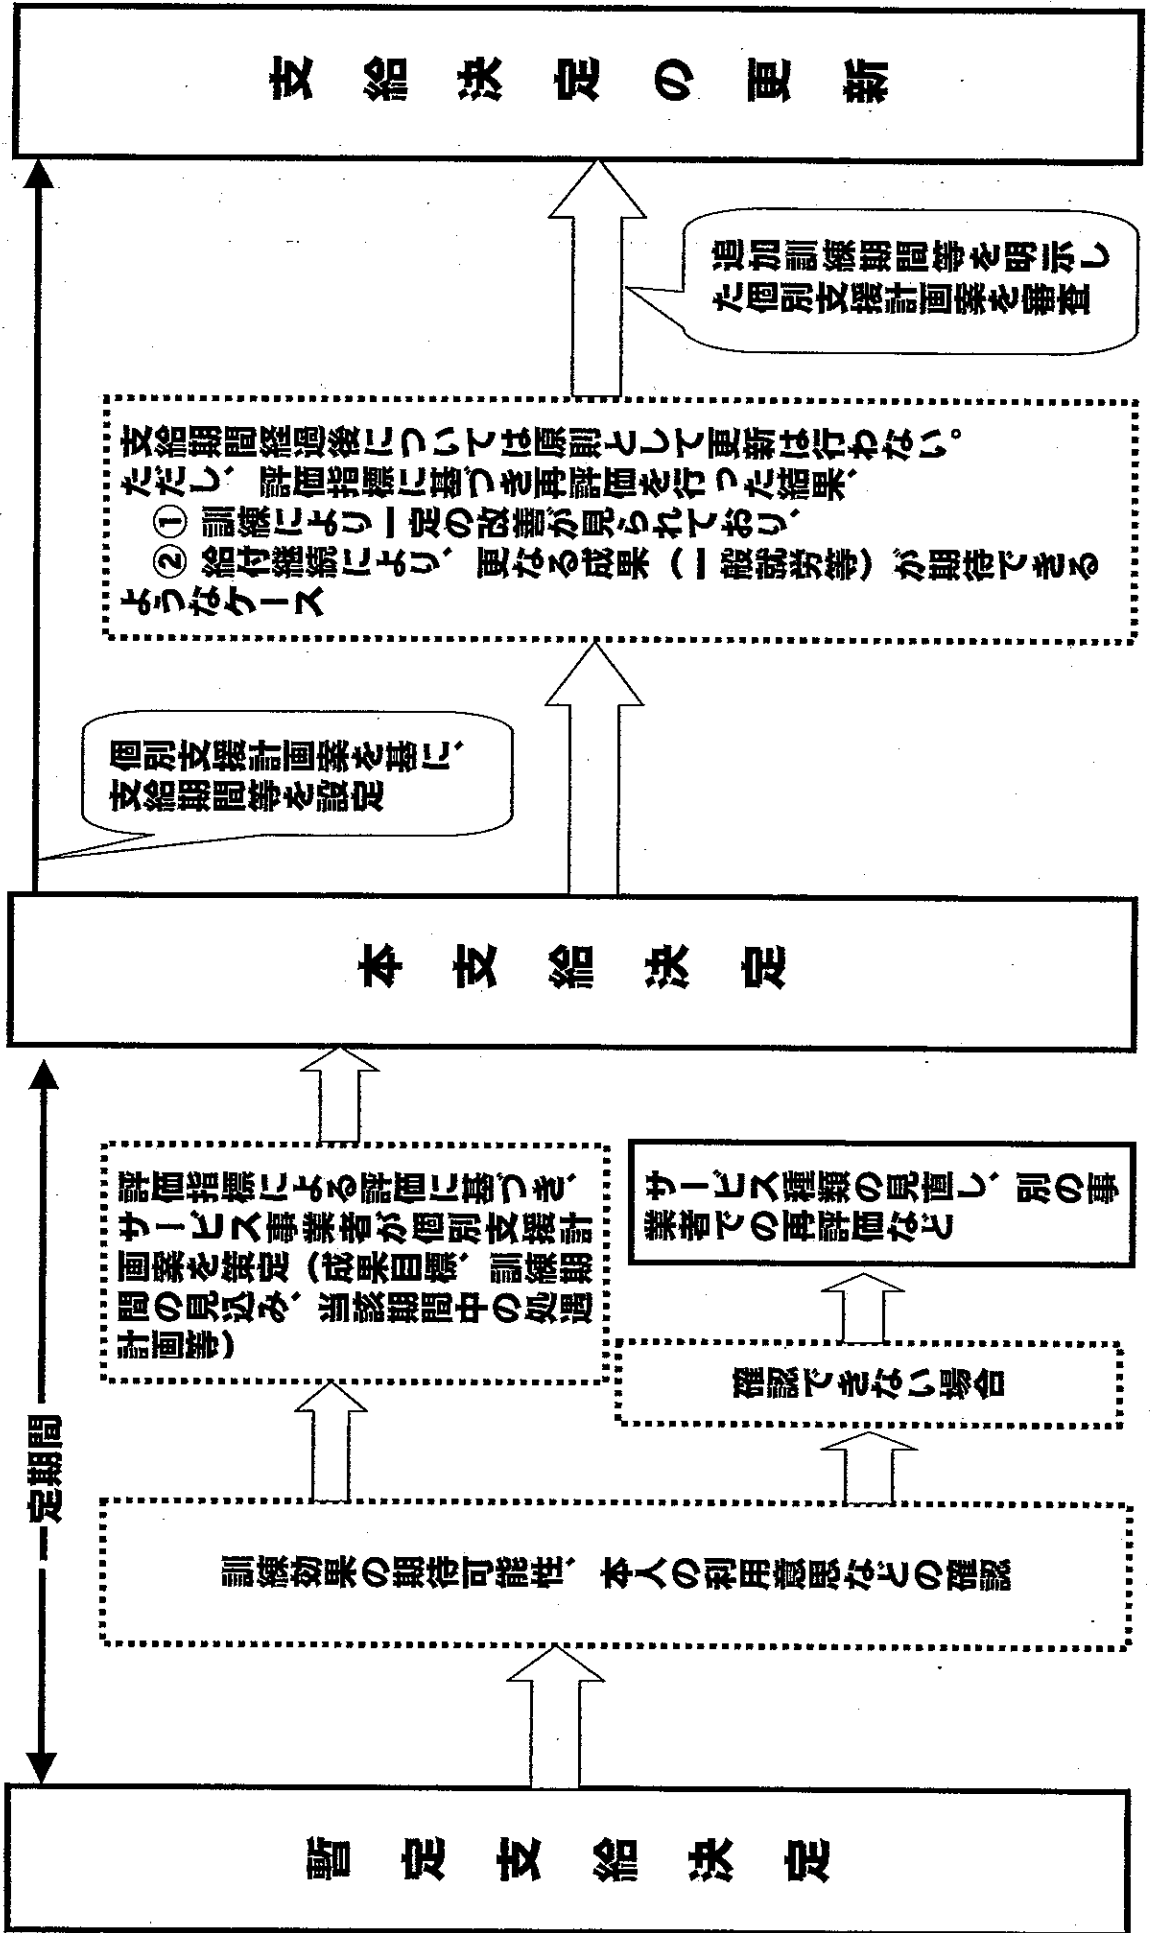 暫定支給決定
一定期間
訓練効果の期待可能性、本人の利用意思などの確認
評価指標による評価に基づき、
サービス事業者が個別支援計
画案を策定（成果目標、訓練期
間の見込み、当該期間中の処遇
計画等）
確認できない場合
サービス種類の見直し、別の事
業者での再評価など
本支給決定
個別支援計画案を基に、
支給期間等を設定
支給期間経過後については原則として更新は行わない。
ただし、評価指標に基づき再評価を行った結果、
① 訓練により一定の改善が見られており、
② 給付継続により、更なる成果（一般就労等）が期待できる
ようなケース
追加訓練期間等を明示し
た個別支援計画案を審査
支給決定の更新